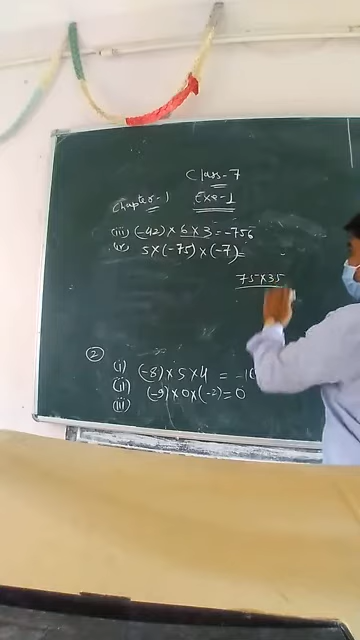 Class-7
Chapter-1 Exe-1
(iii) (-42) × 6 × 3 = -756
(iv) 5 × (-75) × (-7) =
75×35
(2)
(i) (-8) × 5 × 4 = -1
(ii) (-9) × 0 × (-2) = 0
(iii)